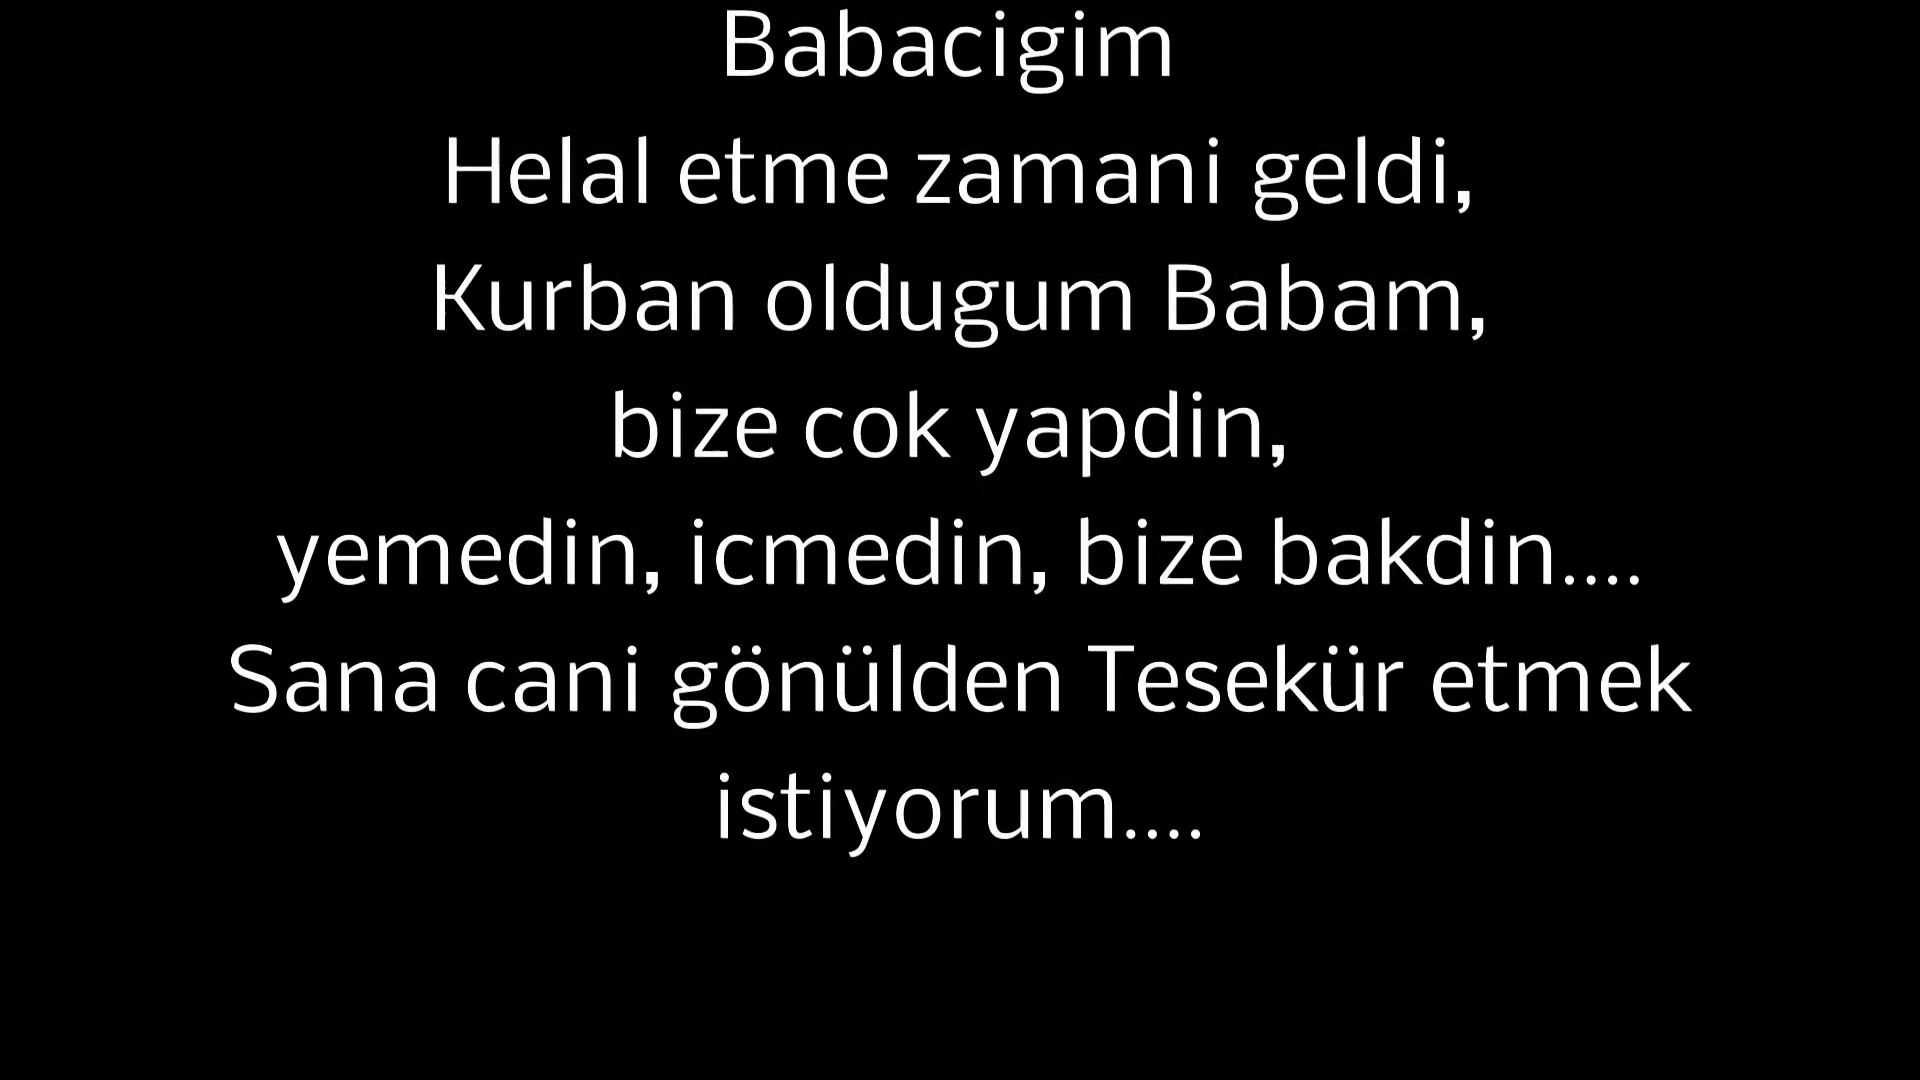 Babacigim
Helal etme zamani geldi,
Kurban oldugum Babam,
bize cok yapdin,
yemedin, icmedin, bize bakdin....
Sana cani gönülden Tesekür etmek
istiyorum....